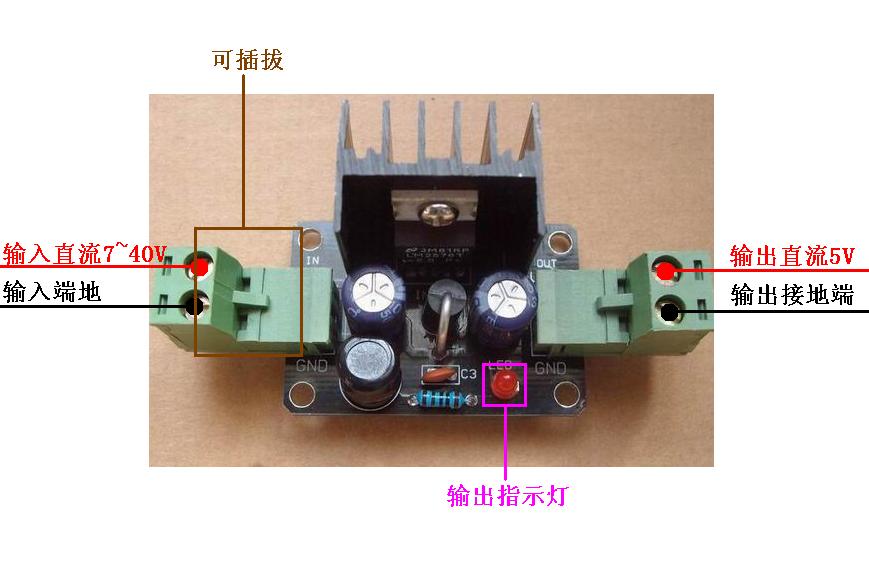 可插拔
输入直流7~40V
输入端地
输出直流5V
输出接地端
IN
OUT
LM2576T
GND
GND
LED
C3
输出指示灯